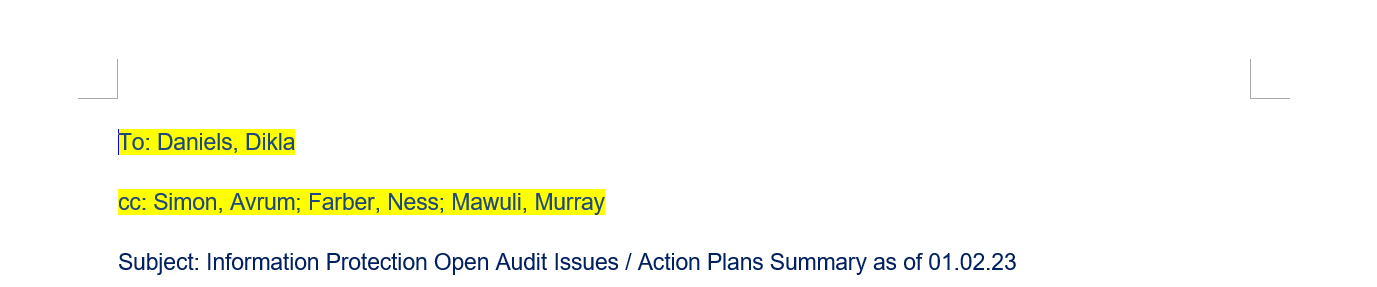 To: Daniels, Dikla
cc: Simon, Avrum; Farber, Ness; Mawuli, Murray
Subject: Information Protection Open Audit Issues / Action Plans Summary as of 01.02.23